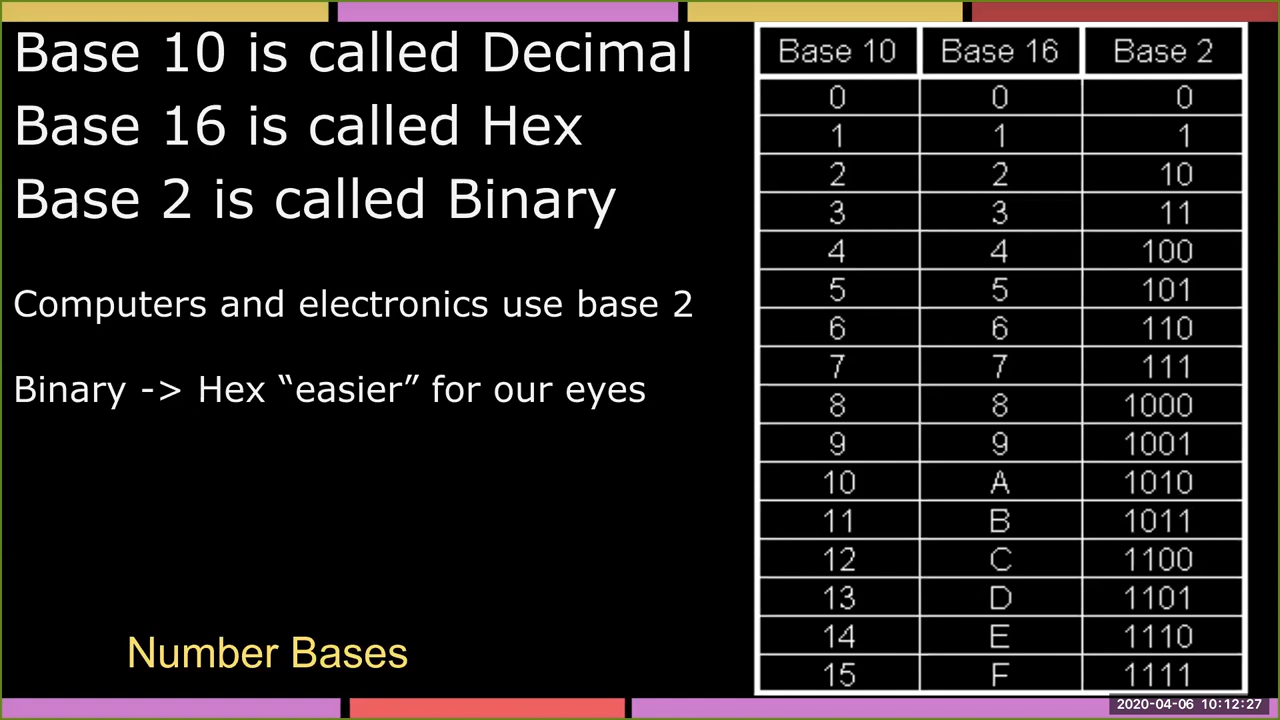 Base 10 is called Decimal
Base 16 is called Hex
Base 2 is called Binary
Computers and electronics use base 2
Binary -> Hex “easier” for our eyes
Number Bases
Base 10 Base 16 Base 2
0 0 0
1 1 1
2 2 10
3 3 11
4 4 100
5 5 101
6 6 110
7 7 111
8 8 1000
9 9 1001
10 A 1010
11 B 1011
12 C 1100
13 D 1101
14 E 1110
15 F 1111
2020-04-06 10:12:27